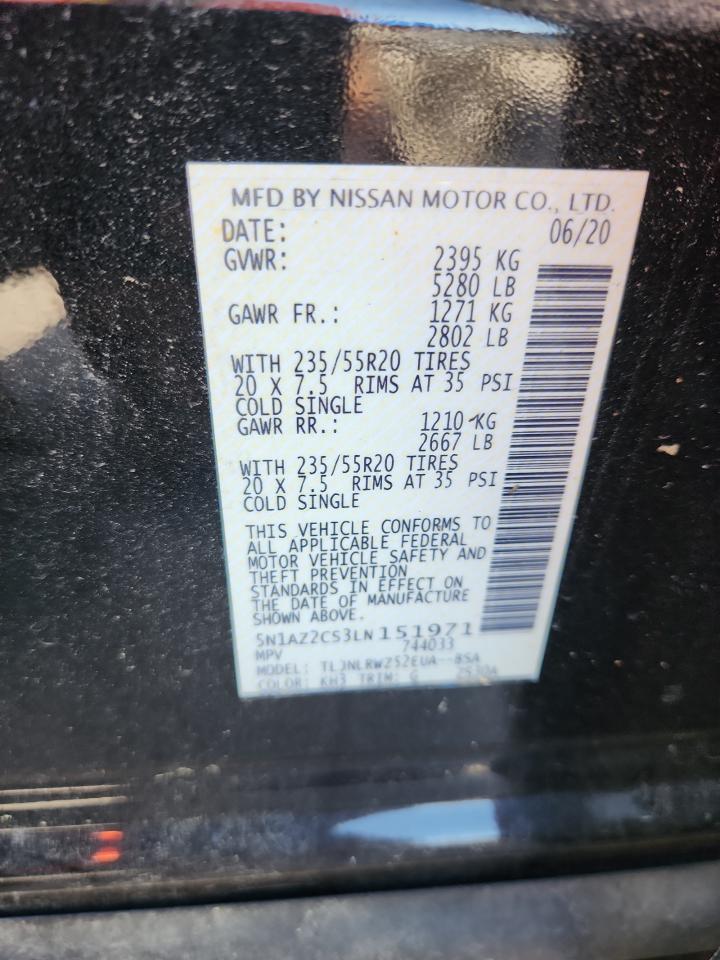 MFD BY NISSAN MOTOR CO., LTD.
DATE: 06/20
GVWR: 2395 KG
5280 LB
GAWR FR.: 1271 KG
2802 LB
WITH 235/55R20 TIRES
20 X 7.5 RIMS AT 35 PSI
COLD SINGLE
GAWR RR.: 1210 KG
2667 LB
WITH 235/55R20 TIRES
20 X 7.5 RIMS AT 35 PSI
COLD SINGLE
THIS VEHICLE CONFORMS TO
ALL APPLICABLE FEDERAL
MOTOR VEHICLE SAFETY AND
THEFT PREVENTION
STANDARDS IN EFFECT ON
THE DATE OF MANUFACTURE
SHOWN ABOVE.
5N1AZ2CS3LN151971
MPV 744033
MODEL:
COLOR: KH3 TRIM: G